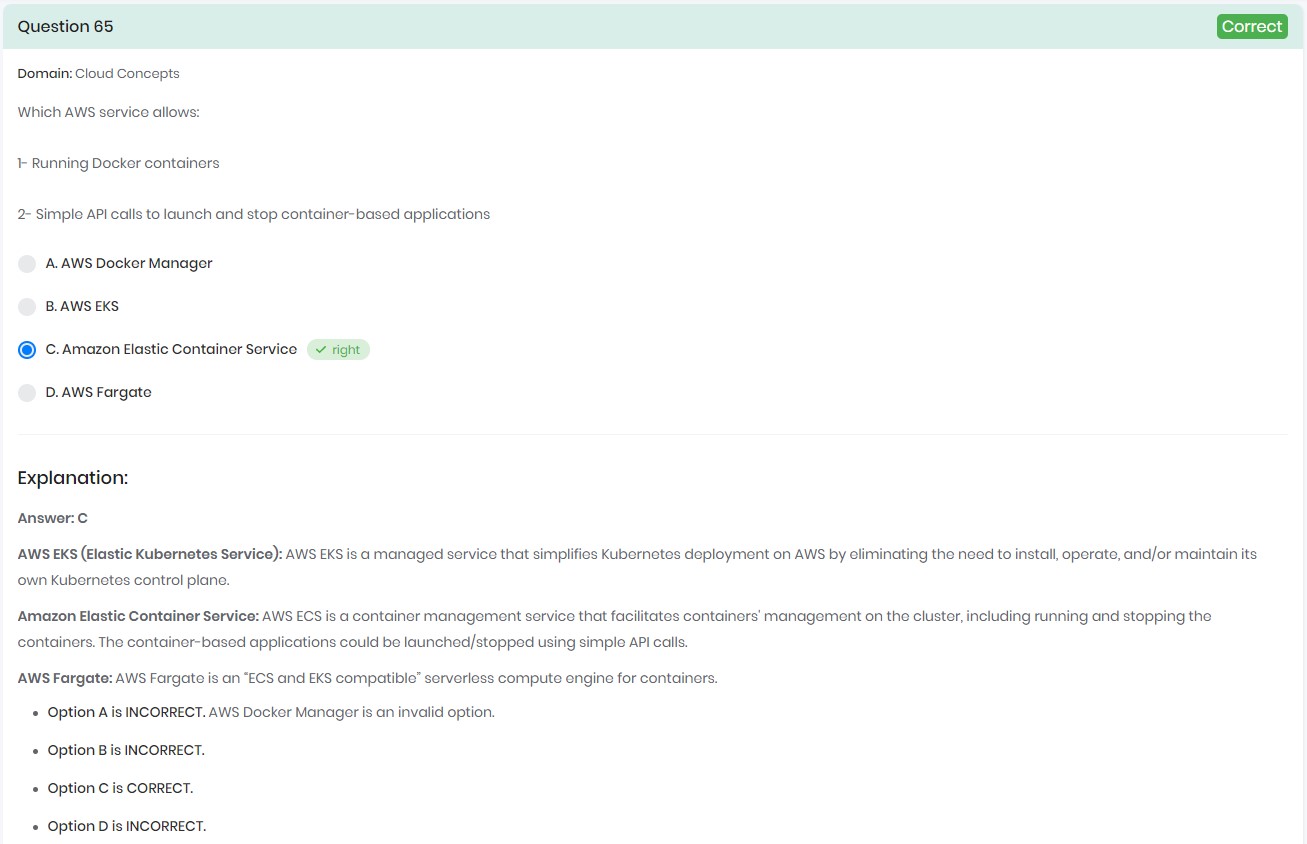 Question 65
Correct
Domain: Cloud Concepts
Which AWS service allows:
1- Running Docker containers
2- Simple API calls to launch and stop container-based applications
A. AWS Docker Manager
B. AWS EKS
C. Amazon Elastic Container Service
right
D. AWS Fargate
Explanation:
Answer: C
AWS EKS (Elastic Kubernetes Service): AWS EKS is a managed service that simplifies Kubernetes deployment on AWS by eliminating the need to install, operate, and/or maintain its
own Kubernetes control plane.
Amazon Elastic Container Service: AWS ECS is a container management service that facilitates containers' management on the cluster, including running and stopping the
containers. The container-based applications could be launched/stopped using simple API calls.
AWS Fargate: AWS Fargate is an “ECS and EKS compatible” serverless compute engine for containers.
Option A is INCORRECT. AWS Docker Manager is an invalid option.
Option B is INCORRECT.
Option C is CORRECT.
Option D is INCORRECT.